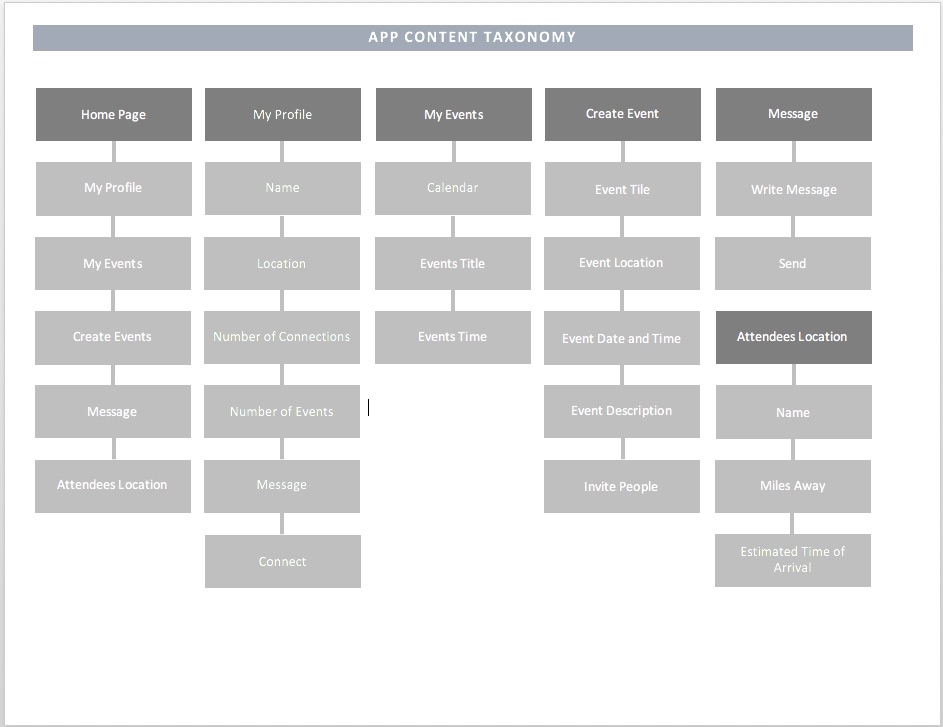 APP CONTENT TAXONOMY
Home Page
My Profile
My Events
Create Events
Message
Attendees Location
My Profile
Name
Location
Number of Connections
Number of Events
Message
Connect
My Events
Calendar
Events Title
Events Time
Create Event
Event Tile
Event Location
Event Date and Time
Event Description
Invite People
Message
Write Message
Send
Attendees Location
Name
Miles Away
Estimated Time of
Arrival